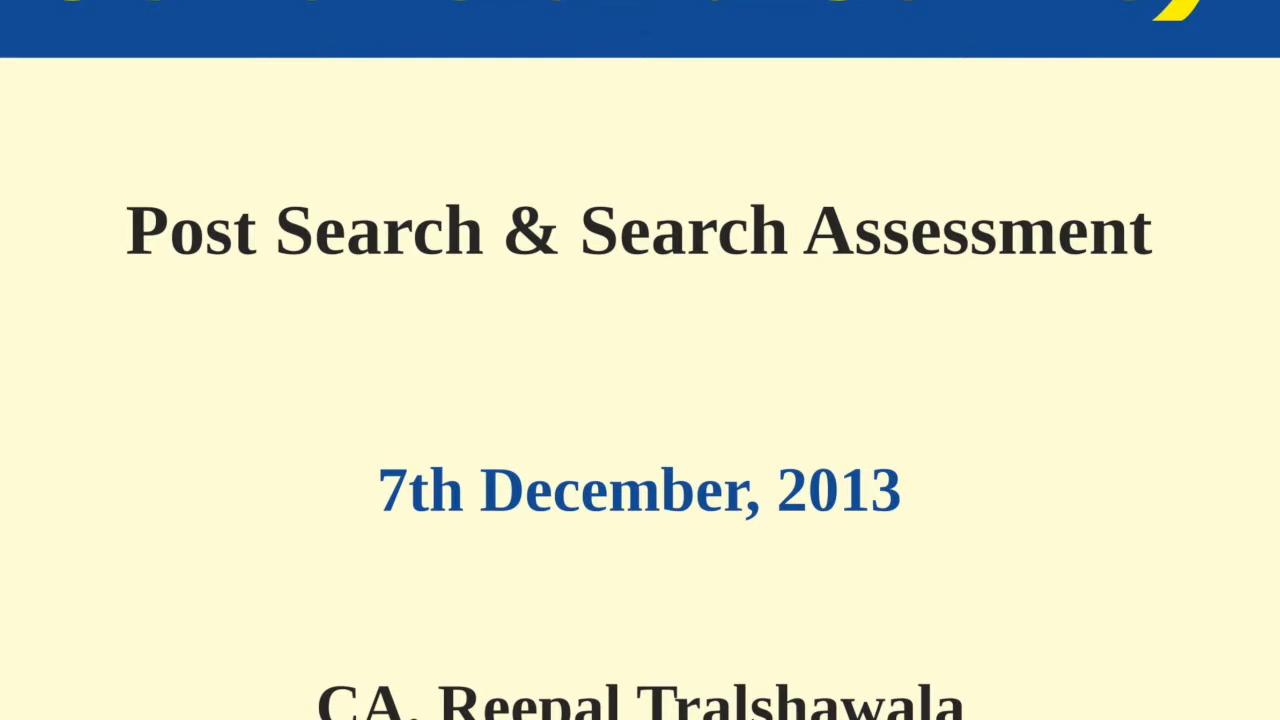 Post Search & Search Assessment
7th December, 2013
CA. Reepal Tralshawala